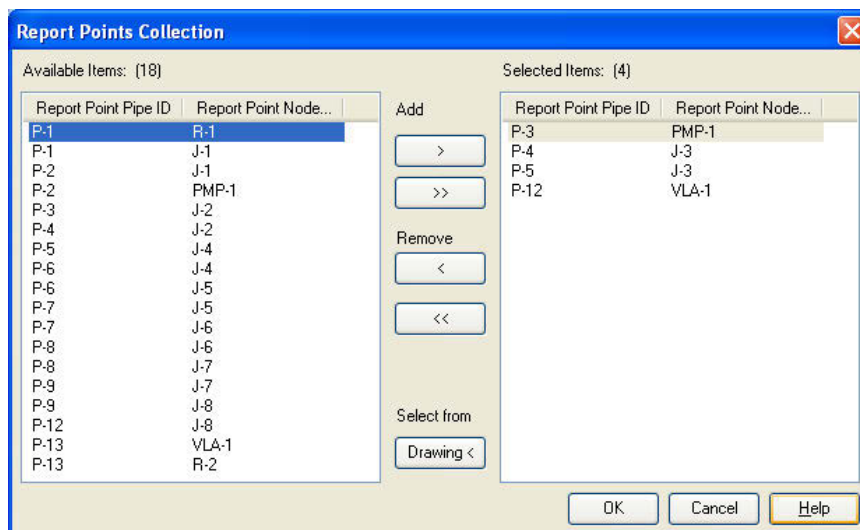 Report Points Collection
Available Items: (18)
Report Point Pipe ID Report Point Node...
P-1 R-1
P-1 J-1
P-2 J-1
P-2 PMP-1
P-3 J-2
P-4 J-2
P-5 J-4
P-6 J-4
P-6 J-5
P-7 J-5
P-7 J-6
P-8 J-6
P-8 J-7
P-9 J-7
P-9 J-8
P-12 J-8
P-13 VLA-1
P-13 R-2
Add
>
>>
Remove
<
<<
Select from
Drawing <
Selected Items: (4)
Report Point Pipe ID Report Point Node...
P-3 PMP-1
P-4 J-3
P-5 J-3
P-12 VLA-1
OK Cancel Help